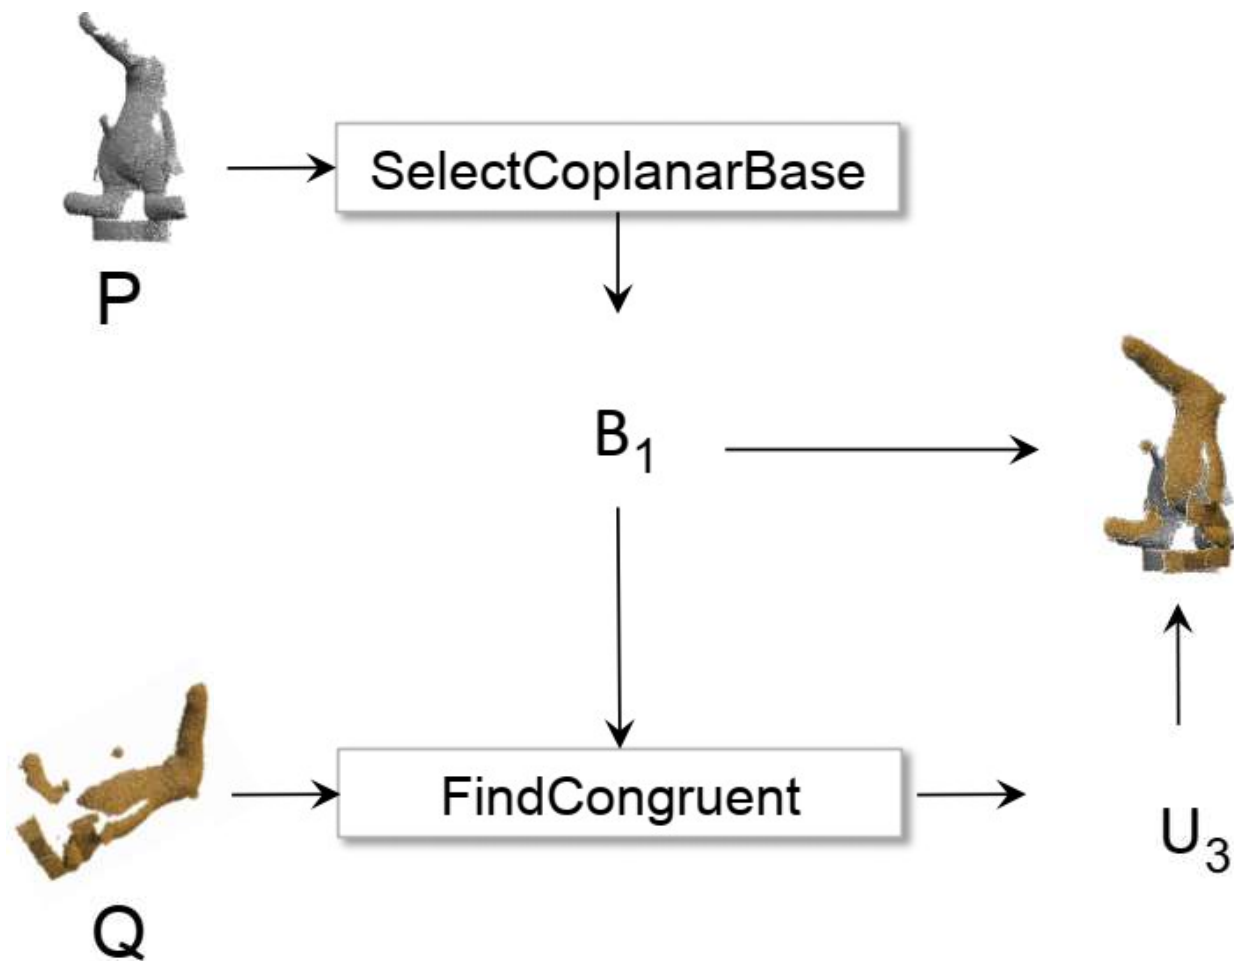 SelectCoplanarBase
P
B₁
FindCongruent
U₃
Q